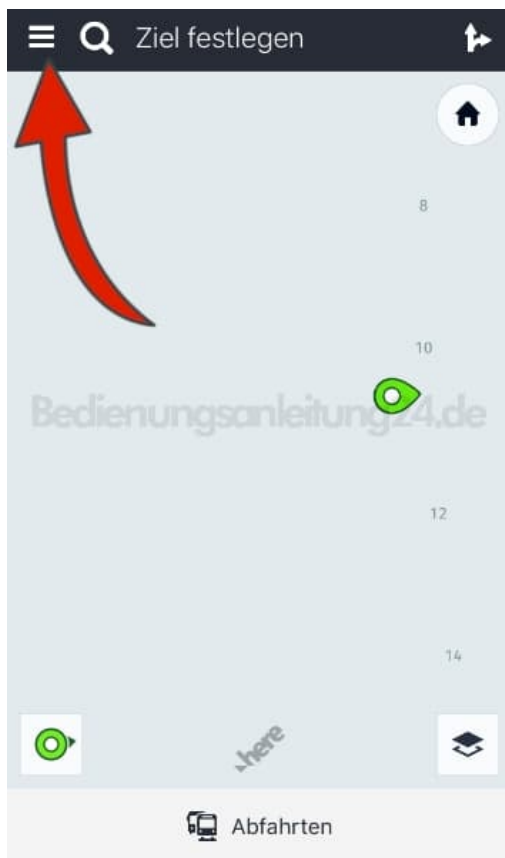 Ziel festlegen
8
10
Bedienungsanleitung24.de
12
14
here
Abfahrten